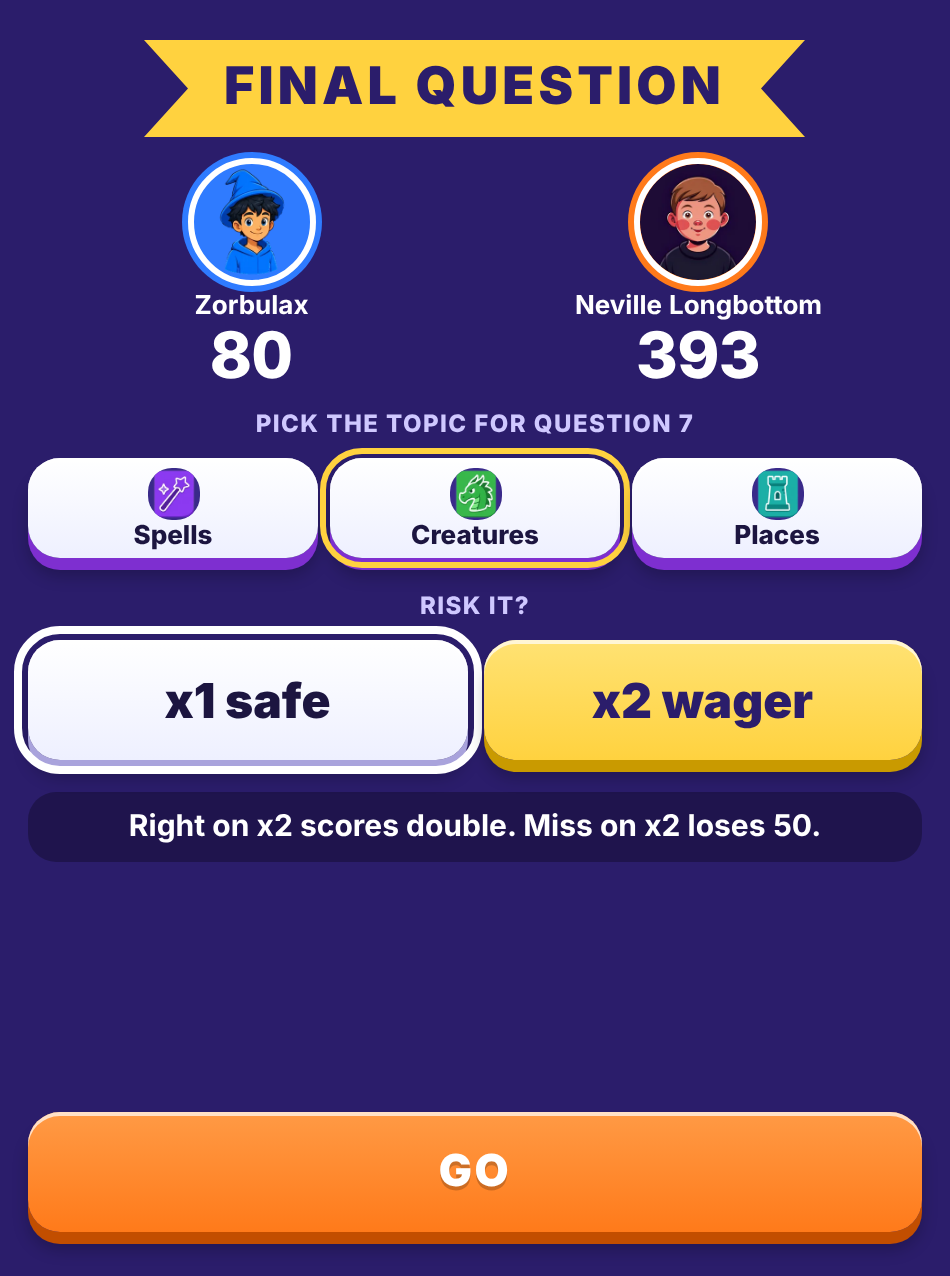 FINAL QUESTION
Zorbulax
Neville Longbottom
80
393
PICK THE TOPIC FOR QUESTION 7
Spells
Creatures
Places
RISK IT?
x1 safe
x2 wager
Right on x2 scores double. Miss on x2 loses 50.
GO